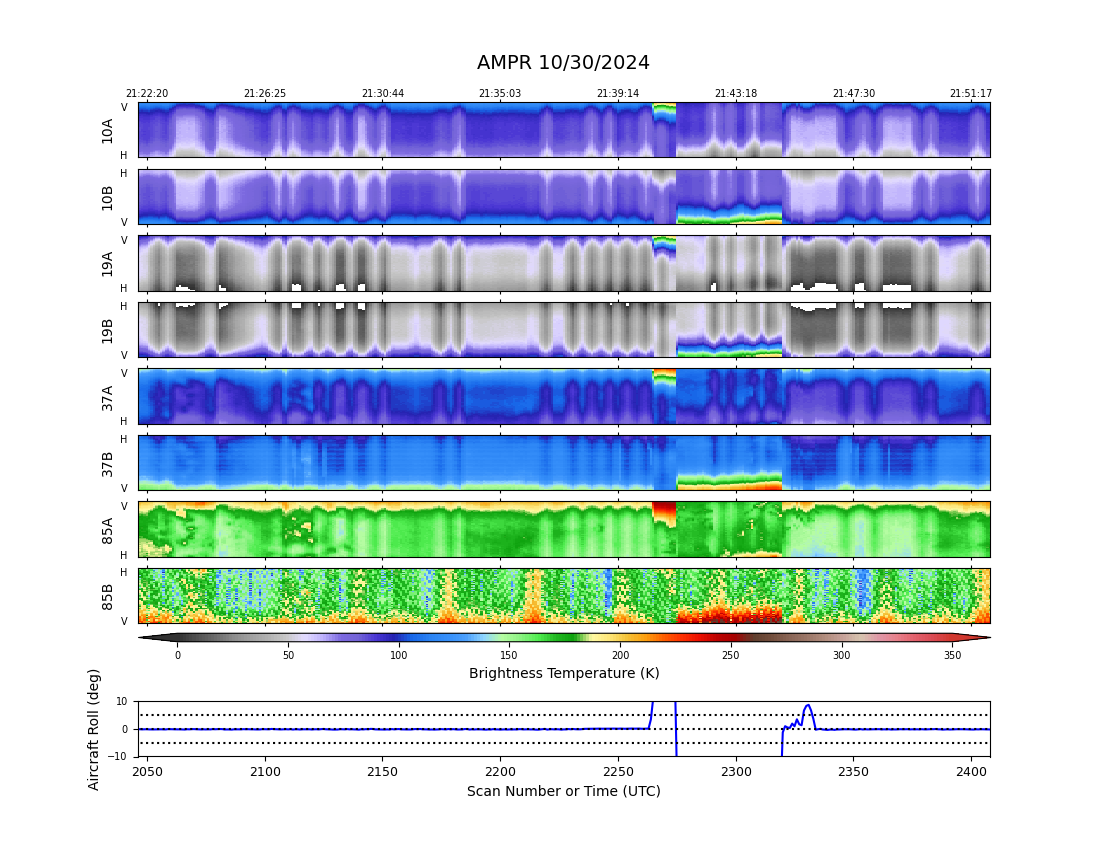 AMPR 10/30/2024
21:22:20 21:26:25 21:30:44 21:35:03 21:39:14 21:43:18 21:47:30 21:51:17
V
10A
H
H
10B
V
V
19A
H
H
19B
V
V
37A
H
H
37B
V
V
85A
H
H
85B
V
0 50 100 150 200 250 300 350
Brightness Temperature (K)
Aircraft Roll (deg)
10
0
−10
2050 2100 2150 2200 2250 2300 2350 2400
Scan Number or Time (UTC)